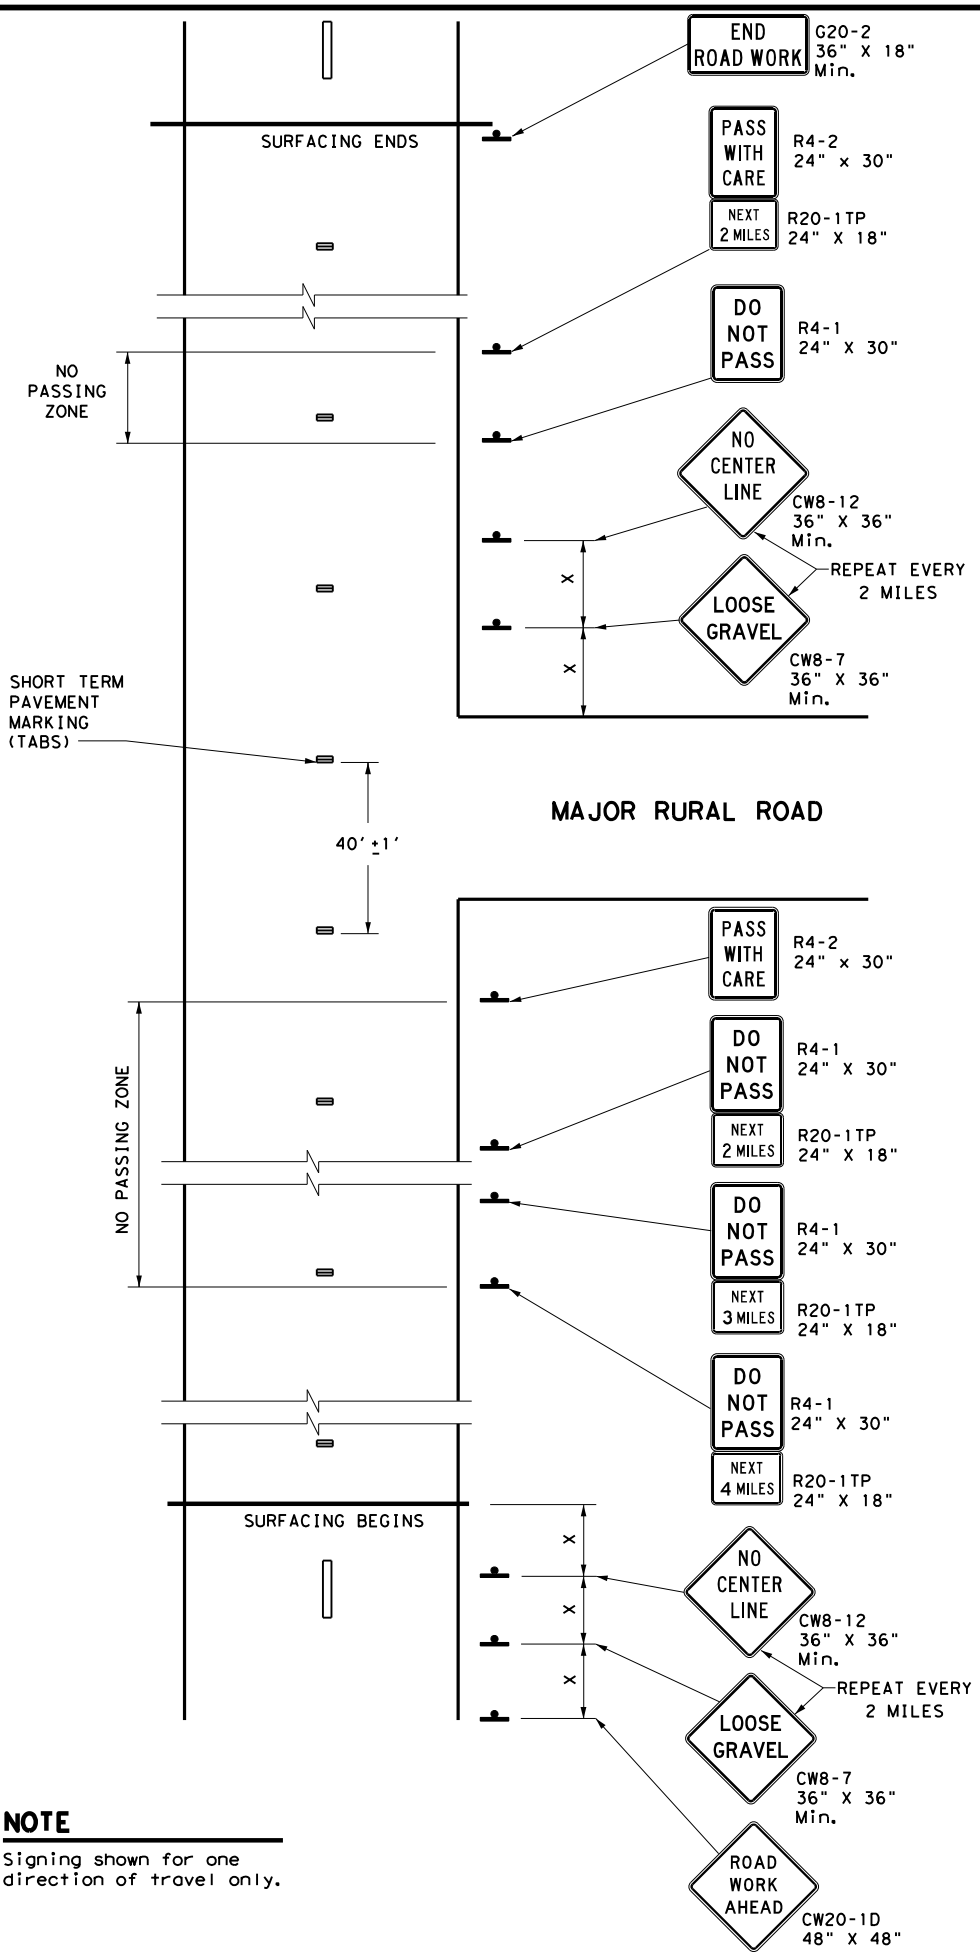 END
ROAD WORK
G20-2
36" X 18"
Min.
SURFACING ENDS
PASS
WITH
CARE
R4-2
24" x 30"
NEXT
2 MILES
R20-1TP
24" X 18"
DO
NOT
PASS
R4-1
24" X 30"
NO
PASSING
ZONE
NO
CENTER
LINE
CW8-12
36" X 36"
Min.
REPEAT EVERY
2 MILES
X
LOOSE
GRAVEL
CW8-7
36" X 36"
Min.
X
SHORT TERM
PAVEMENT
MARKING
(TABS)
MAJOR RURAL ROAD
40' ±1'
PASS
WITH
CARE
R4-2
24" x 30"
DO
NOT
PASS
R4-1
24" X 30"
NEXT
2 MILES
R20-1TP
24" X 18"
NO PASSING ZONE
DO
NOT
PASS
R4-1
24" X 30"
NEXT
3 MILES
R20-1TP
24" X 18"
DO
NOT
PASS
R4-1
24" X 30"
NEXT
4 MILES
R20-1TP
24" X 18"
SURFACING BEGINS
X
NO
CENTER
LINE
CW8-12
36" X 36"
Min.
X
REPEAT EVERY
2 MILES
X
LOOSE
GRAVEL
CW8-7
36" X 36"
Min.
NOTE
Signing shown for one
direction of travel only.
ROAD
WORK
AHEAD
CW20-1D
48" X 48"